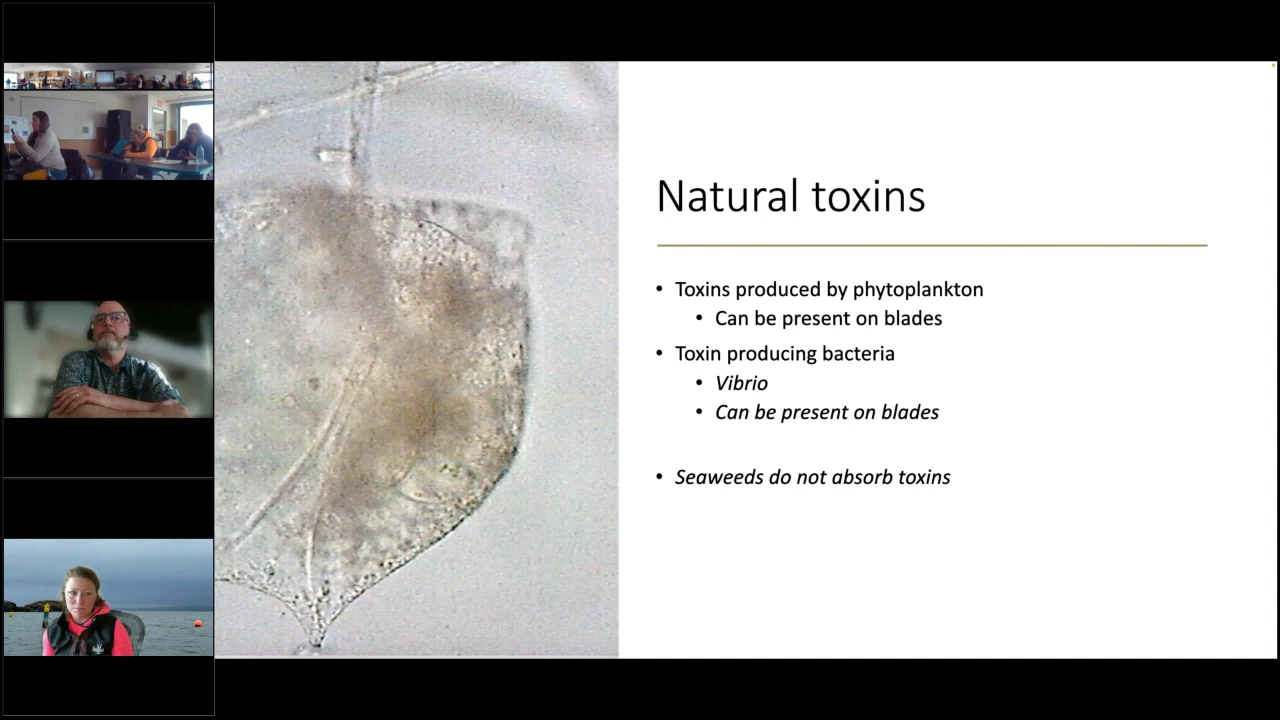 Natural toxins
• Toxins produced by phytoplankton
• Can be present on blades
• Toxin producing bacteria
• Vibrio
• Can be present on blades
• Seaweeds do not absorb toxins